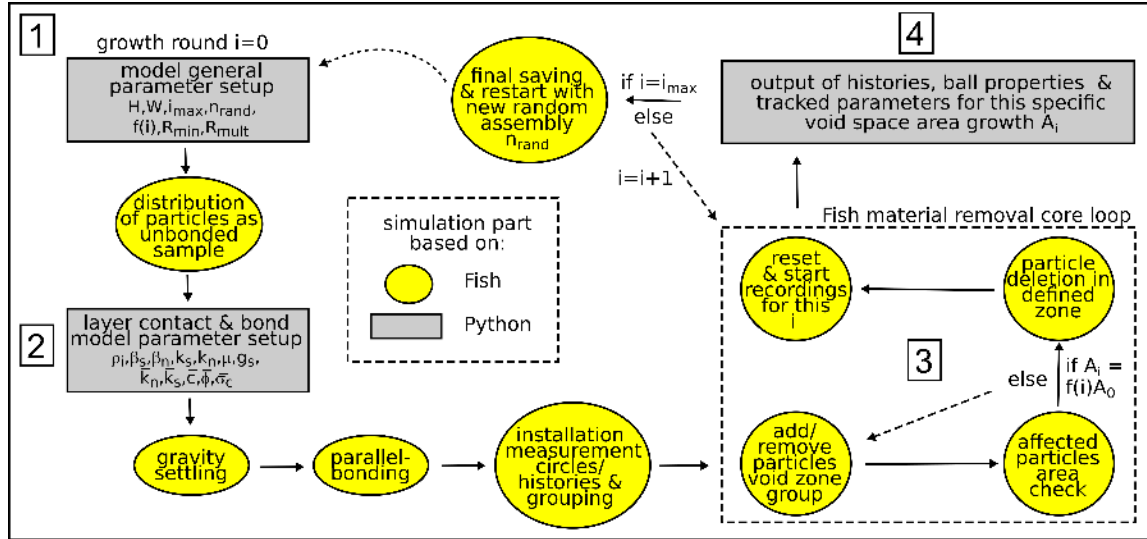 1
growth round i=0
model general
parameter setup
H,W,i_max,n_rand,
f(i),R_min,R_mult
distribution
of particles as
unbonded
sample
2
layer contact & bond
model parameter setup
ρ_i,β_s,β_n,k_s,k_n,μ,g_s,
k̅_n,k̅_s,c̅,ϕ̅,σ̅_c
gravity
settling
parallel-
bonding
installation
measurement
circles/
histories &
grouping
final saving
& restart with
new random
assembly
n_rand
if i=i_max
else
i=i+1
simulation part
based on:
Fish
Python
4
output of histories, ball properties &
tracked parameters for this specific
void space area growth A_i
Fish material removal core loop
reset
& start
recordings
for this
i
particle
deletion in
defined
zone
3
else
if A_i =
f(i)A_0
add/
remove
particles
void zone
group
affected
particles
area
check